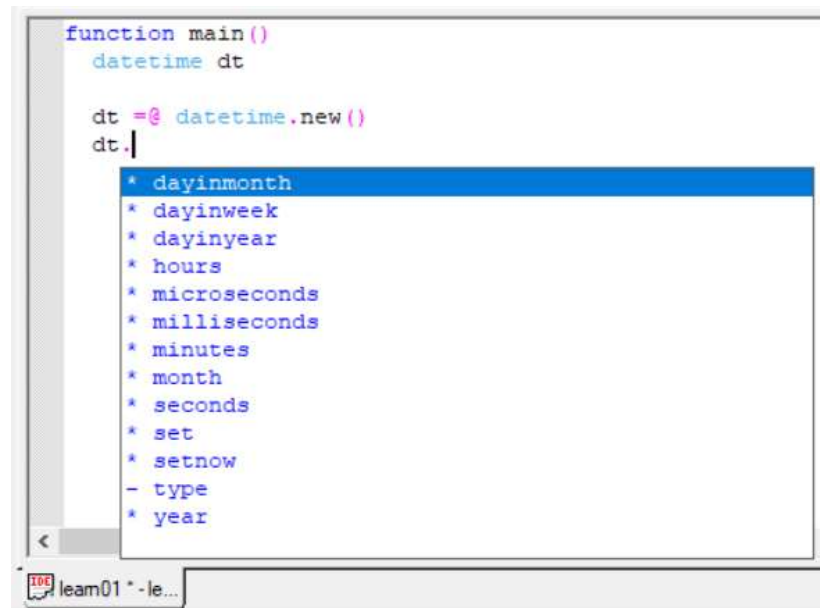 function main()
datetime dt
dt =@ datetime.new()
dt.
* dayinmonth
* dayinweek
* dayinyear
* hours
* microseconds
* milliseconds
* minutes
* month
* seconds
* set
* setnow
- type
* year
<
IDE learn01 * - le...